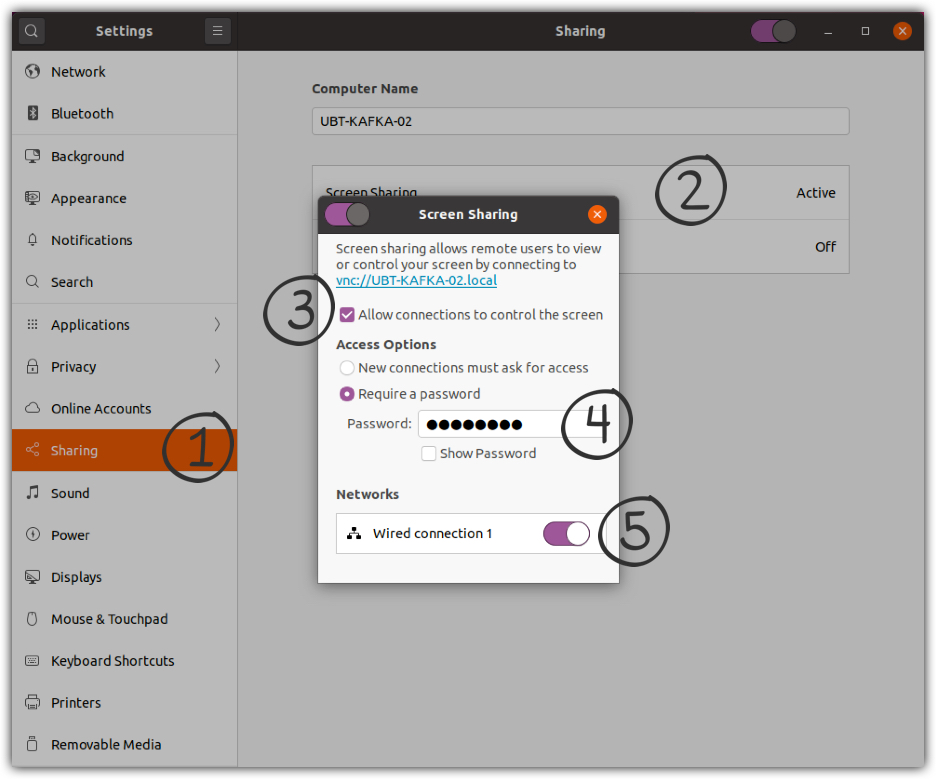 Settings
Sharing
Network
Bluetooth
Background
Appearance
Notifications
Search
Applications
Privacy
Online Accounts
Sharing
Sound
Power
Displays
Mouse & Touchpad
Keyboard Shortcuts
Printers
Removable Media
1
Computer Name
UBT-KAFKA-02
Screen Sharing
2
Active
Off
Screen Sharing
Screen sharing allows remote users to view
or control your screen by connecting to
vnc://UBT-KAFKA-02.local
3
Allow connections to control the screen
Access Options
New connections must ask for access
Require a password
Password: ●●●●●●●●
4
Show Password
Networks
Wired connection 1
5